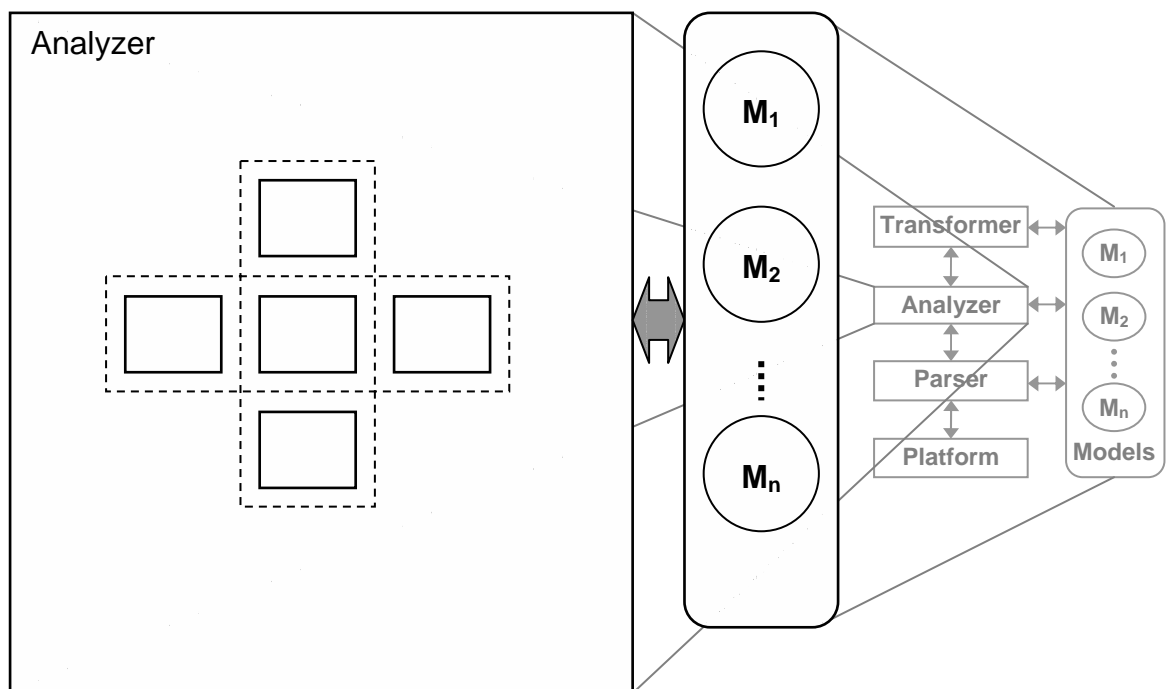 Analyzer
M₁
M₂
Mₙ
Transformer
Analyzer
Parser
Platform
M₁
M₂
Mₙ
Models